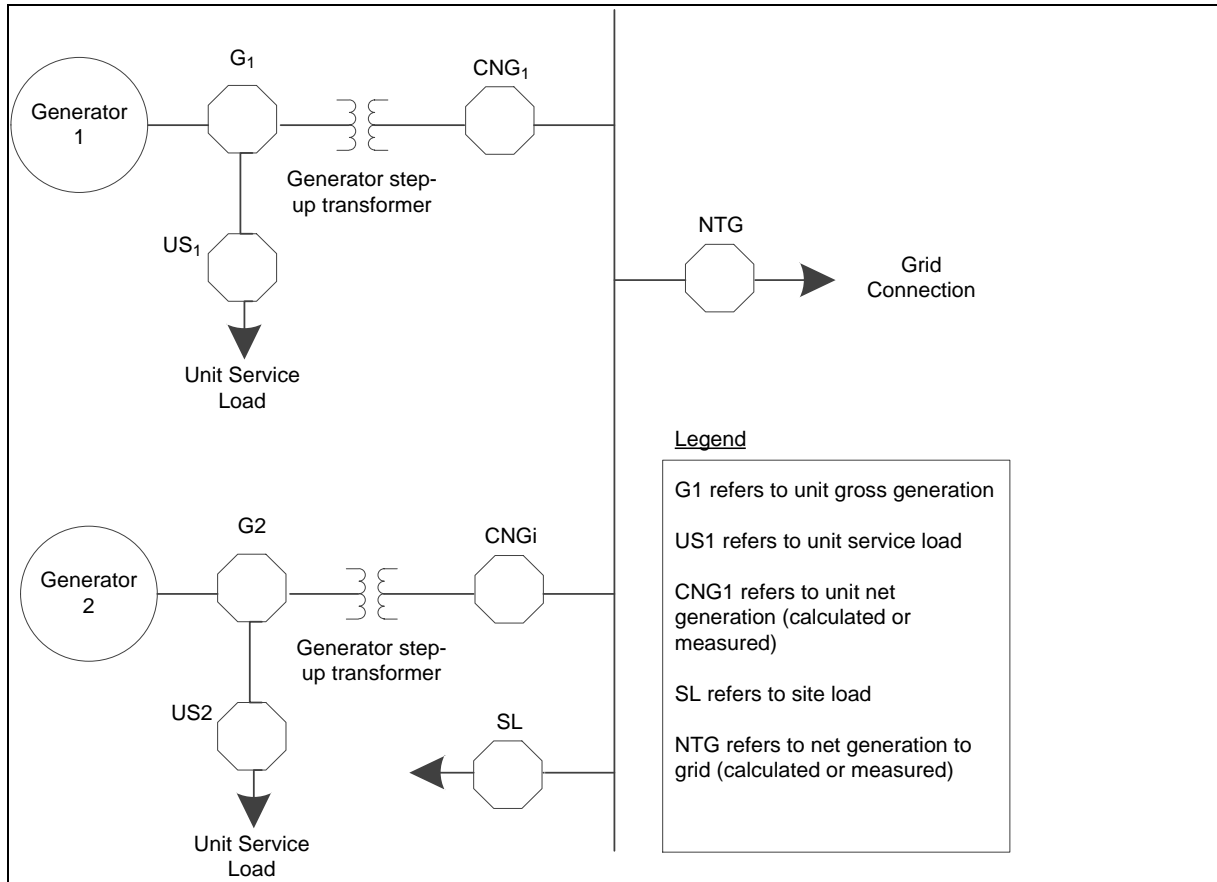 G1
CNG1
Generator
1
Generator step-
up transformer
US1
Unit Service
Load
NTG
Grid
Connection
G2
CNGi
Generator
2
Generator step-
up transformer
US2
Unit Service
Load
SL
Legend
G1 refers to unit gross generation
US1 refers to unit service load
CNG1 refers to unit net
generation (calculated or
measured)
SL refers to site load
NTG refers to net generation to
grid (calculated or measured)